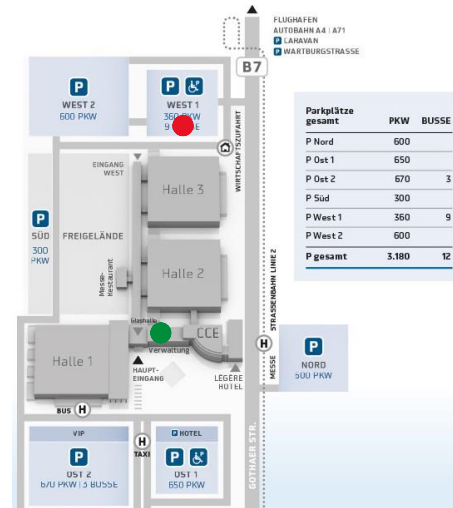 FLUGHAFEN
AUTOBAHN A4 | A71
P CARAVAN
P WARTBURGSTRASSE
B7
P
WEST 2
600 PKW
P
WEST 1
360 PKW
WIRTSCHAFTSZUFAHRT
EINGANG
WEST
Halle 3
P
SÜD
300
PKW
FREIGELÄNDE
Messe-
Restaurant
Halle 2
Glashalle
CCE
Verwaltung
Halle 1
HAUPT-
EINGANG
LÉGÈRE
HOTEL
BUS H
H
TAXI
VIP
P
OST 2
670 PKW | 3 BUSSE
P HOTEL
P
OST 1
650 PKW
GOTHAER STR.
STRASSENBAHN LINIE 2
H
MESSE
P
NORD
600 PKW
Parkplätze
gesamt PKW BUSSE
P Nord 600
P Ost 1 650
P Ost 2 670 3
P Süd 300
P West 1 360 9
P West 2 600
P gesamt 3.180 12